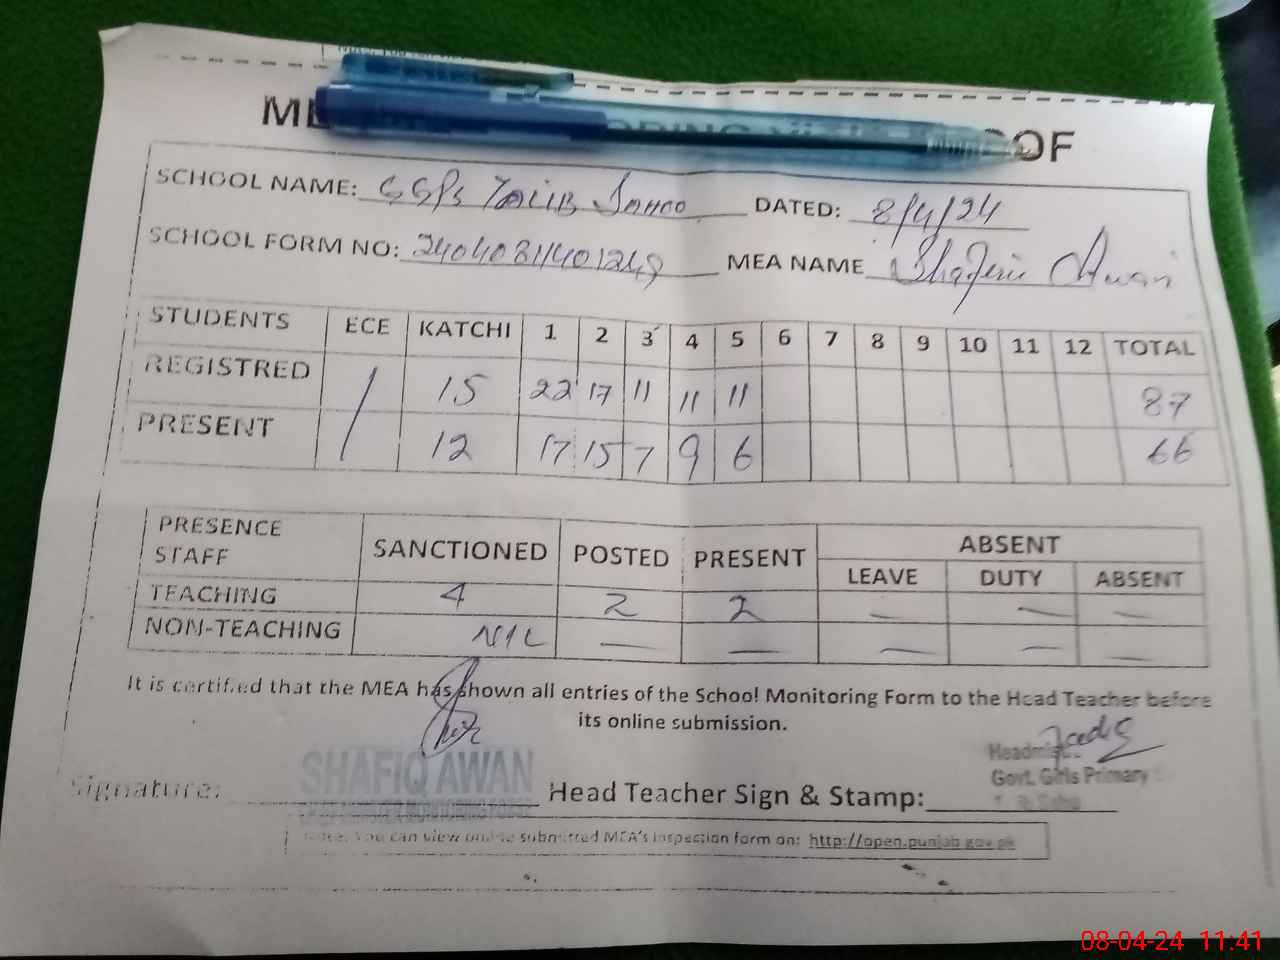 OOF
SCHOOL NAME: GGPS TALIB Sahoo DATED: 8/4/24
SCHOOL FORM NO: MEA NAME Shafiq Awan
STUDENTS ECE KATCHI 1 2 3 4 5 6 7 8 9 10 11 12 TOTAL
REGISTRED / 15 22 17 11 11 11 87
PRESENT 12 17 15 7 9 6 66
PRESENCE STAFF SANCTIONED POSTED PRESENT ABSENT
LEAVE DUTY ABSENT
TEACHING 4 2 2 — — —
NON-TEACHING NIL — — — — —
It is certified that the MEA has shown all entries of the School Monitoring Form to the Head Teacher before
its online submission.
SHAFIQ AWAN
Govt. Girls Primary
Signature: Head Teacher Sign & Stamp:
Note: You can view online submitted MEA's inspection form on: http://open.punjab.gov.pk
08-04-24 11:41